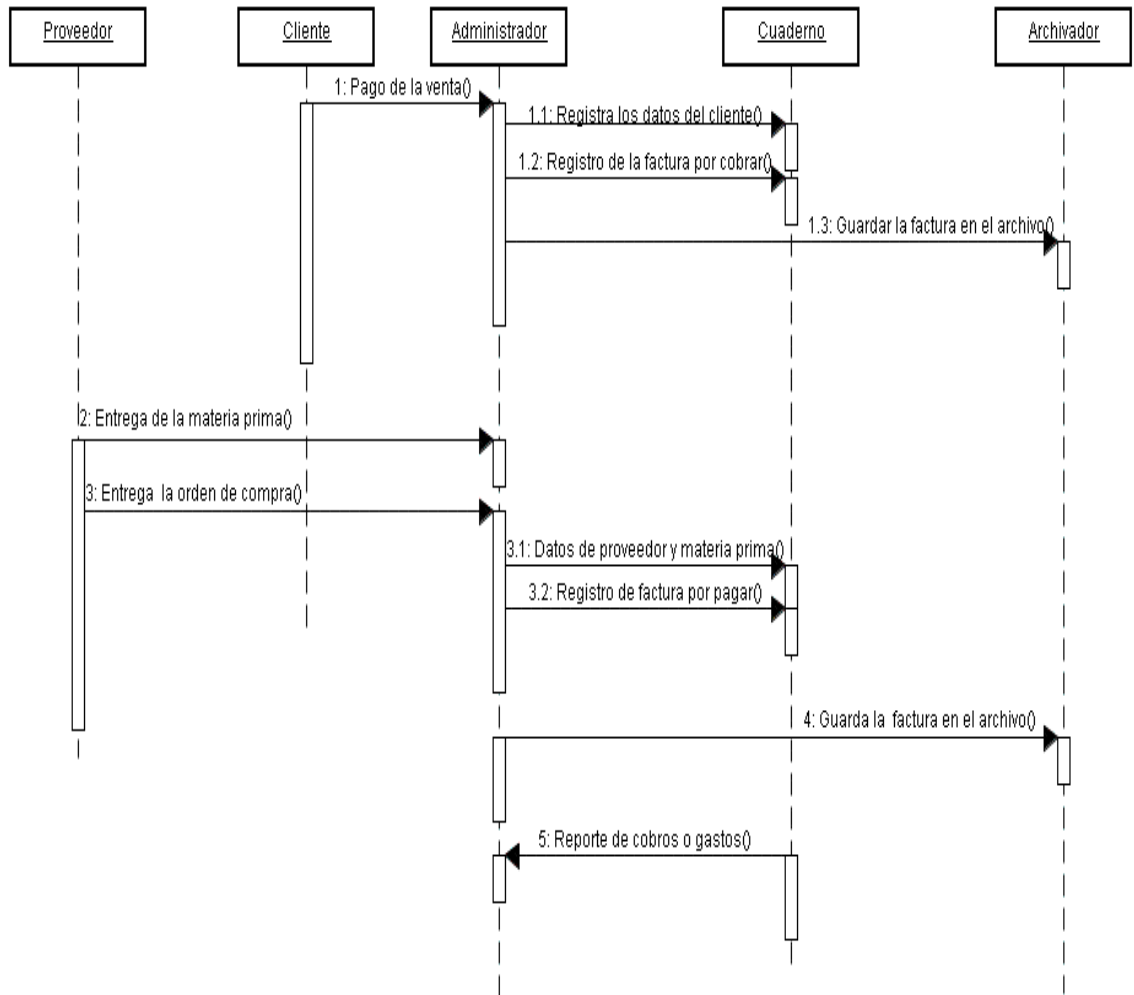 Proveedor
Cliente
Administrador
Cuaderno
Archivador
1: Pago de la venta()
1.1: Registra los datos del cliente()
1.2: Registro de la factura por cobrar()
1.3: Guardar la factura en el archivo()
2: Entrega de la materia prima()
3: Entrega la orden de compra()
3.1: Datos de proveedor y materia prima()
3.2: Registro de factura por pagar()
4: Guarda la factura en el archivo()
5: Reporte de cobros o gastos()